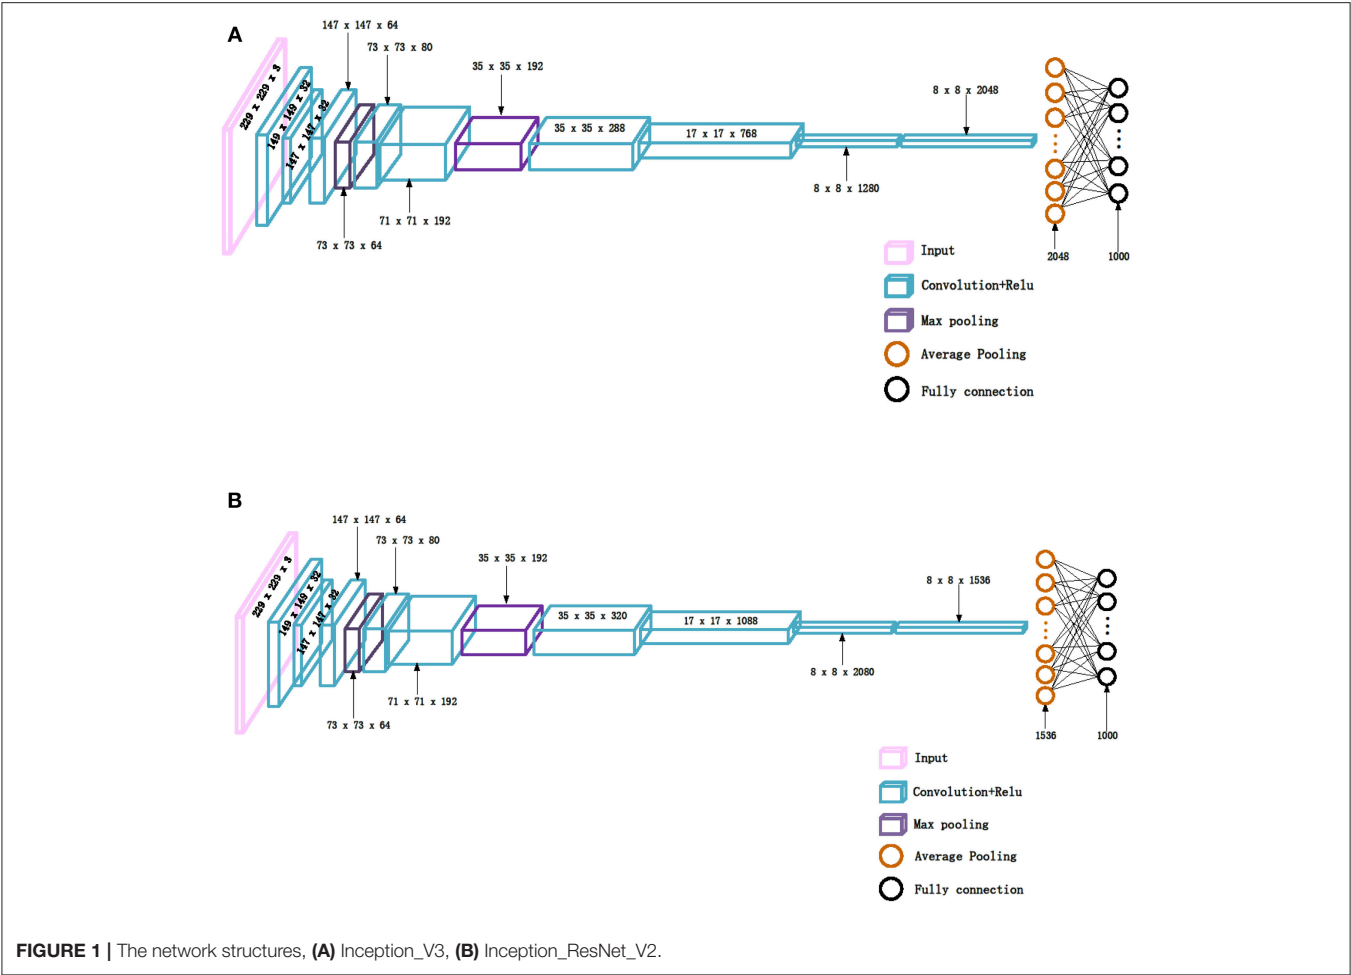 A
147 x 147 x 64
73 x 73 x 80
35 x 35 x 192
8 x 8 x 2048
229 x 229 x 3
149 x 149 x 32
147 x 147 x 32
35 x 35 x 288
17 x 17 x 768
8 x 8 x 1280
71 x 71 x 192
73 x 73 x 64
2048
1000
Input
Convolution+Relu
Max pooling
Average Pooling
Fully connection
B
147 x 147 x 64
73 x 73 x 80
35 x 35 x 192
8 x 8 x 1536
229 x 229 x 3
149 x 149 x 32
147 x 147 x 32
35 x 35 x 320
17 x 17 x 1088
8 x 8 x 2080
71 x 71 x 192
73 x 73 x 64
1536
1000
Input
Convolution+Relu
Max pooling
Average Pooling
Fully connection
FIGURE 1 | The network structures, (A) Inception_V3, (B) Inception_ResNet_V2.